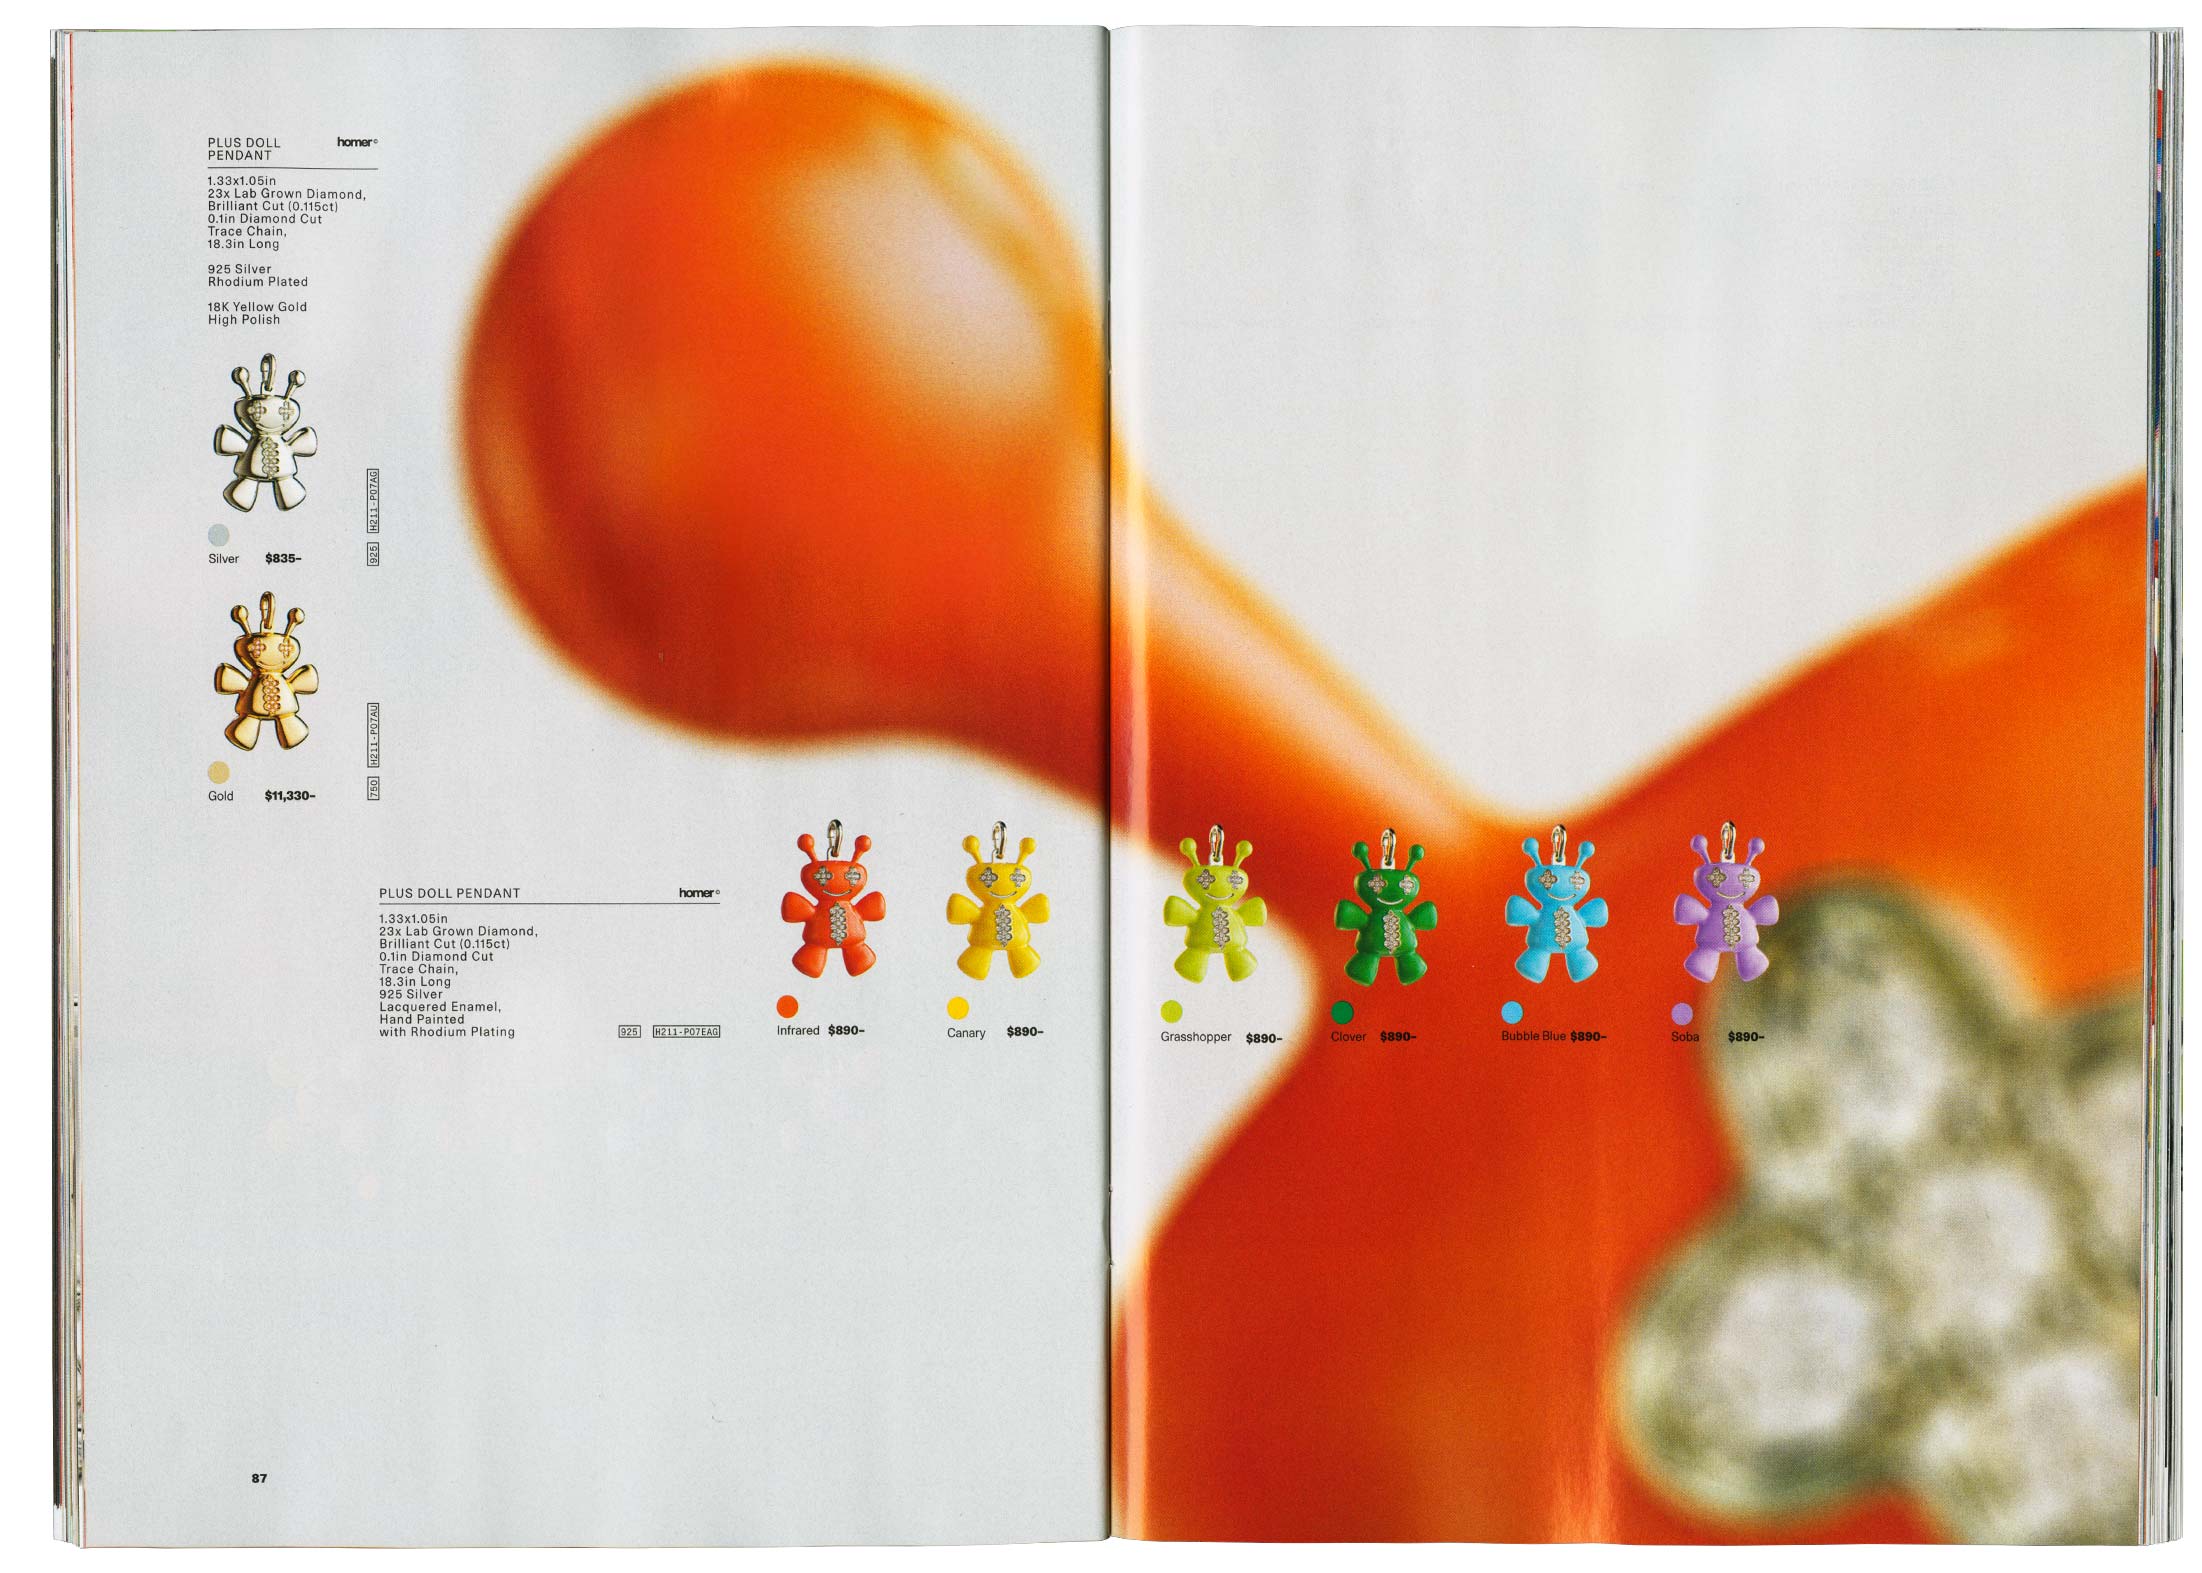 PLUS DOLL
PENDANT
homer©
1.33x1.05in
23x Lab Grown Diamond,
Brilliant Cut (0.115ct)
0.1in Diamond Cut
Trace Chain,
18.3in Long
925 Silver
Rhodium Plated
18K Yellow Gold
High Polish
925 H211-P07AG
Silver $835–
750 H211-P07AU
Gold $11,330–
PLUS DOLL PENDANT homer©
1.33x1.05in
23x Lab Grown Diamond,
Brilliant Cut (0.115ct)
0.1in Diamond Cut
Trace Chain,
18.3in Long
925 Silver
Lacquered Enamel,
Hand Painted
with Rhodium Plating
925 H211-P07EAG
Infrared $890–
Canary $890–
Grasshopper $890–
Clover $890–
Bubble Blue $890–
Soba $890–
87